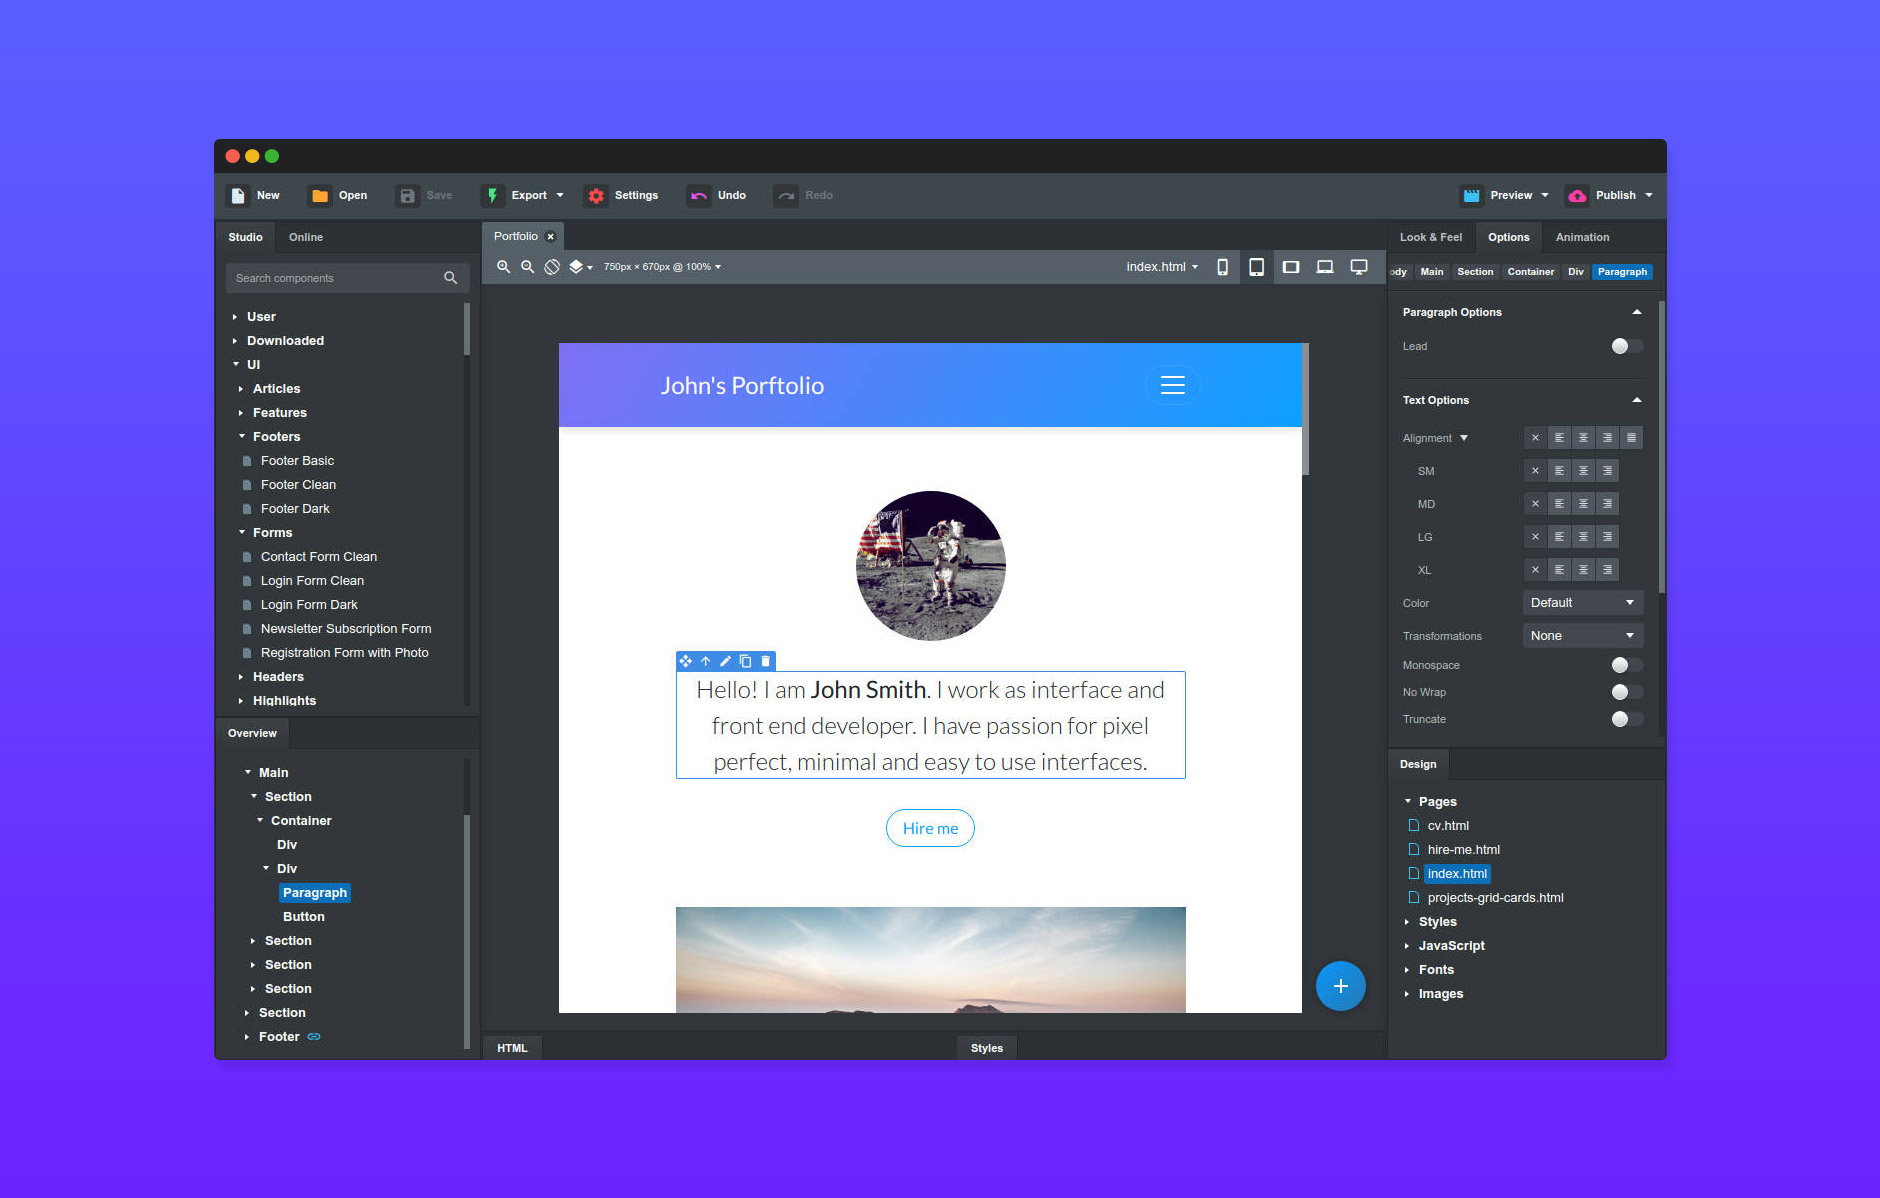 New Open Save Export Settings Undo Redo Preview Publish
Studio Online
Search components
User
Downloaded
UI
Articles
Features
Footers
Footer Basic
Footer Clean
Footer Dark
Forms
Contact Form Clean
Login Form Clean
Login Form Dark
Newsletter Subscription Form
Registration Form with Photo
Headers
Highlights
Overview
Main
Section
Container
Div
Div
Paragraph
Button
Section
Section
Section
Section
Footer
Portfolio
750px × 670px @ 100% index.html
John's Porftolio
Hello! I am John Smith. I work as interface and
front end developer. I have passion for pixel
perfect, minimal and easy to use interfaces.
Hire me
HTML Styles
Look & Feel Options Animation
ody Main Section Container Div Paragraph
Paragraph Options
Lead
Text Options
Alignment
SM
MD
LG
XL
Color Default
Transformations None
Monospace
No Wrap
Truncate
Design
Pages
cv.html
hire-me.html
index.html
projects-grid-cards.html
Styles
JavaScript
Fonts
Images